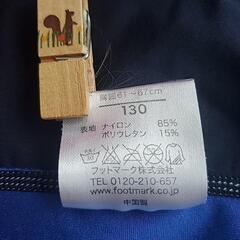 胸囲61~67cm
130
表地 ナイロン 85%
ポリウレタン 15%
フットマーク株式会社
TEL 0120-210-657
www.footmark.co.jp
中国製